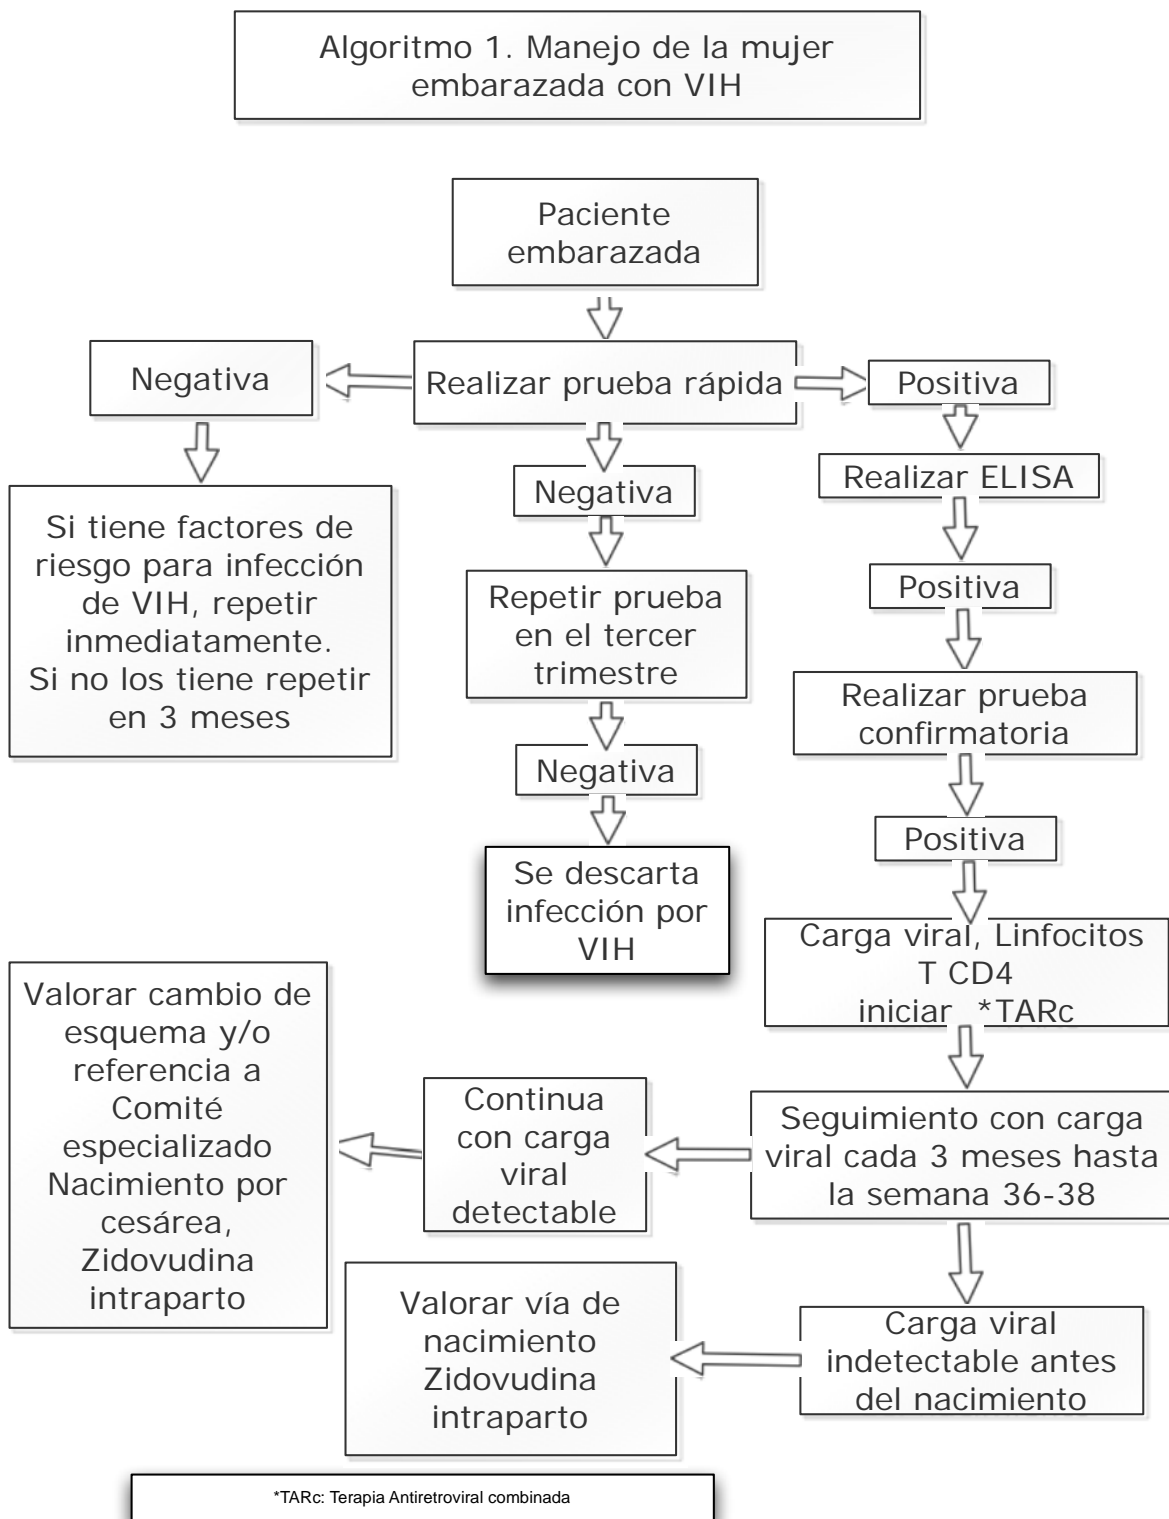 Algoritmo 1. Manejo de la mujer
embarazada con VIH
Paciente
embarazada
Negativa
Realizar prueba rápida
Positiva
Si tiene factores de
riesgo para infección
de VIH, repetir
inmediatamente.
Si no los tiene repetir
en 3 meses
Negativa
Repetir prueba
en el tercer
trimestre
Negativa
Se descarta
infección por
VIH
Realizar ELISA
Positiva
Realizar prueba
confirmatoria
Positiva
Carga viral, Linfocitos
T CD4
iniciar *TARc
Seguimiento con carga
viral cada 3 meses hasta
la semana 36-38
Continua
con carga
viral
detectable
Valorar cambio de
esquema y/o
referencia a
Comité
especializado
Nacimiento por
cesárea,
Zidovudina
intraparto
Carga viral
indetectable antes
del nacimiento
Valorar vía de
nacimiento
Zidovudina
intraparto
*TARc: Terapia Antiretroviral combinada